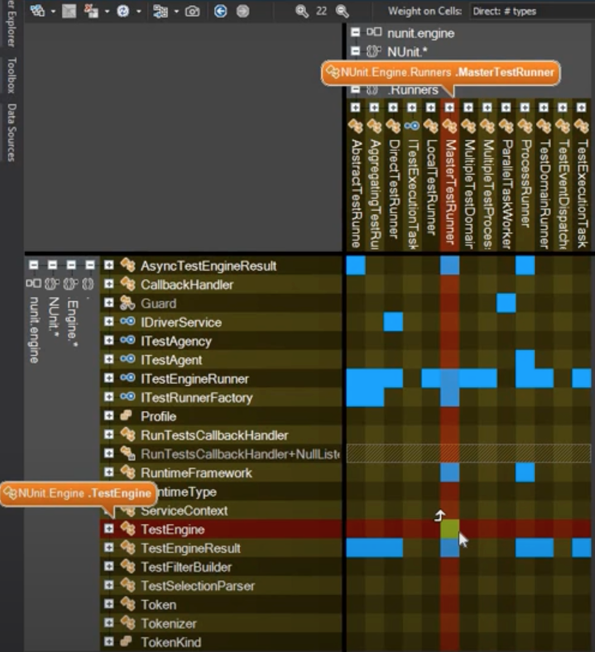 er Explorer
Toolbox
Data Sources
22
Weight on Cells:
Direct: # types
nunit.engine
NUnit.*
NUnit.Engine.Runners .MasterTestRunner
.Runners
AbstractTestRunne
AggregatingTestRu
DirectTestRunner
ITestExecutionTask
LocalTestRunner
MasterTestRunner
MultipleTestDomair
MultipleTestProces:
ParallelTaskWorker
ProcessRunner
TestDomainRunner
TestEventDispatch
TestExecutionTask
nunit.engine
NUnit.*
.Engine.*
AsyncTestEngineResult
CallbackHandler
Guard
IDriverService
ITestAgency
ITestAgent
ITestEngineRunner
ITestRunnerFactory
Profile
RunTestsCallbackHandler
RunTestsCallbackHandler+NullListe
RuntimeFramework
NUnit.Engine .TestEngine
ntimeType
ServiceContext
TestEngine
TestEngineResult
TestFilterBuilder
TestSelectionParser
Token
Tokenizer
TokenKind